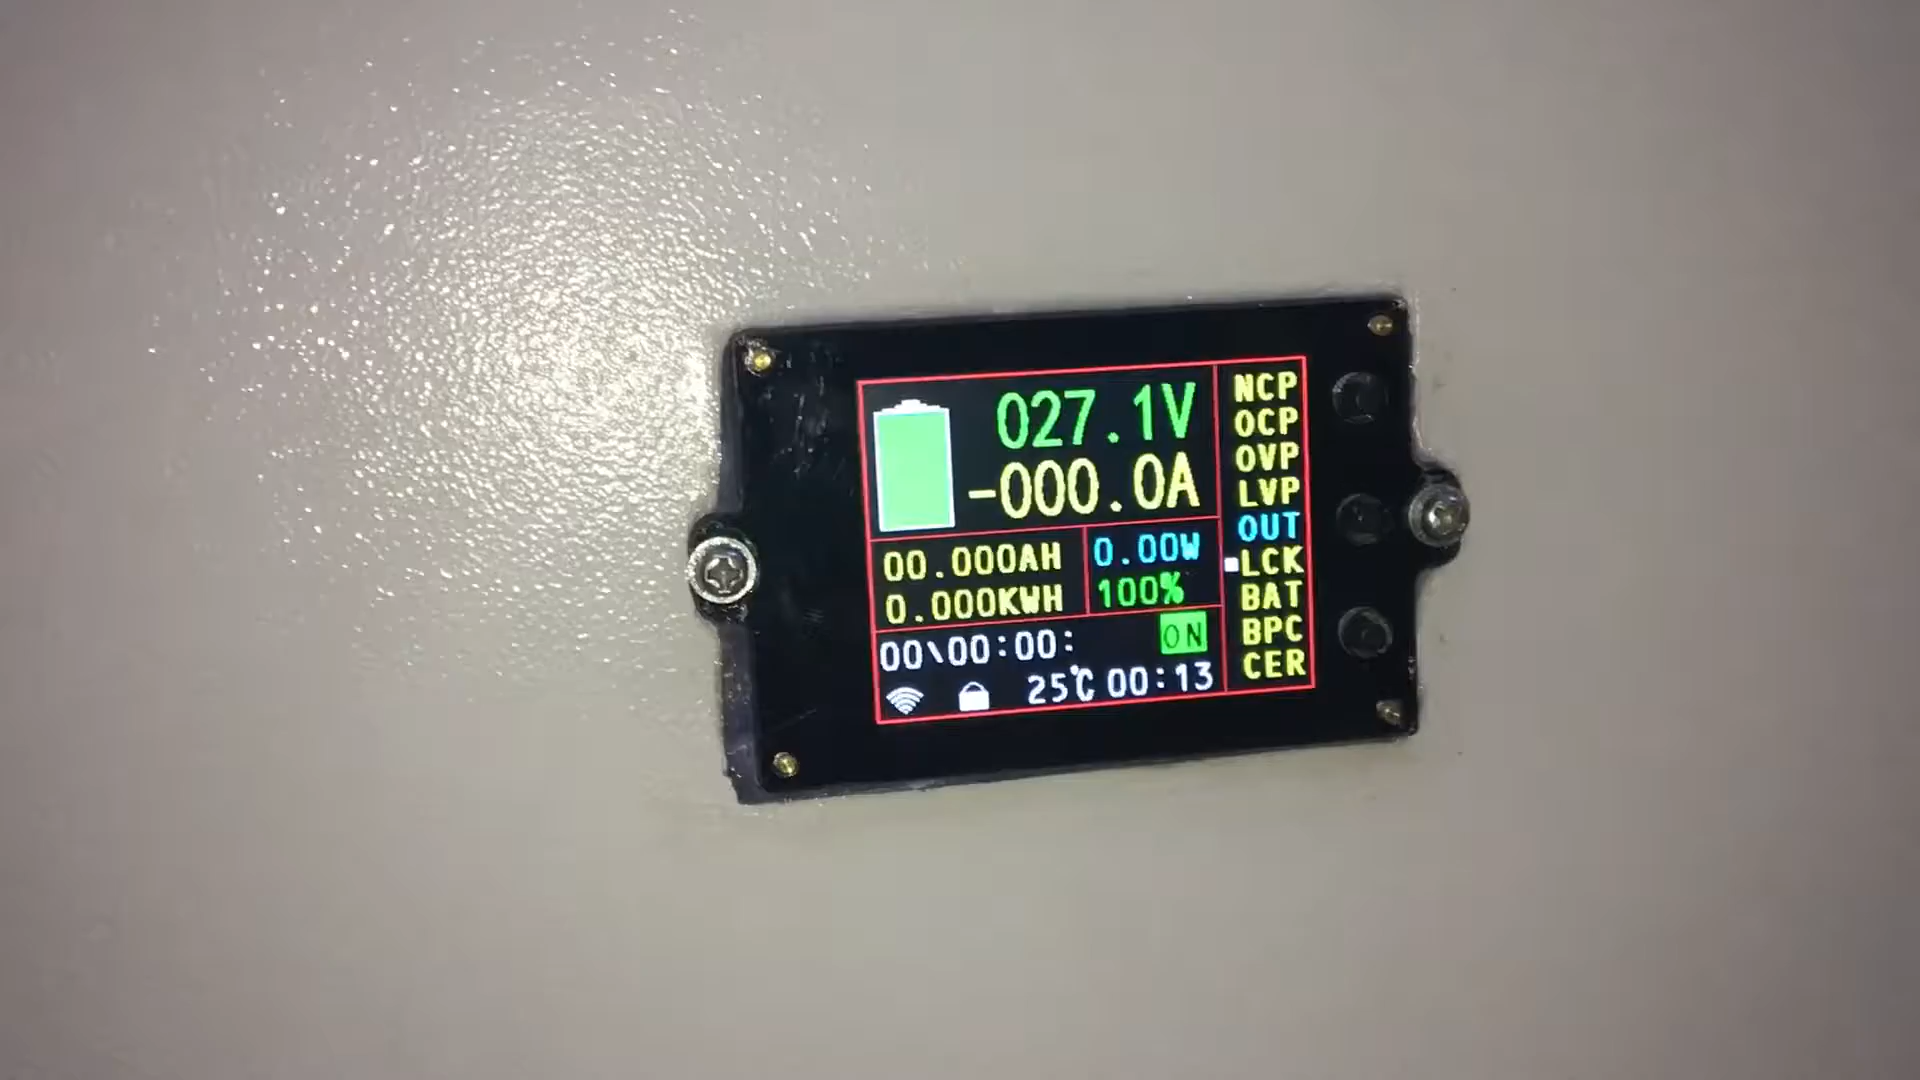 027.1V
-000.0A
00.000AH
0.000KWH
0.00W
100%
00\00:00:
ON
25℃ 00:13
NCP
OCP
OVP
LVP
OUT
LCK
BAT
BPC
CER